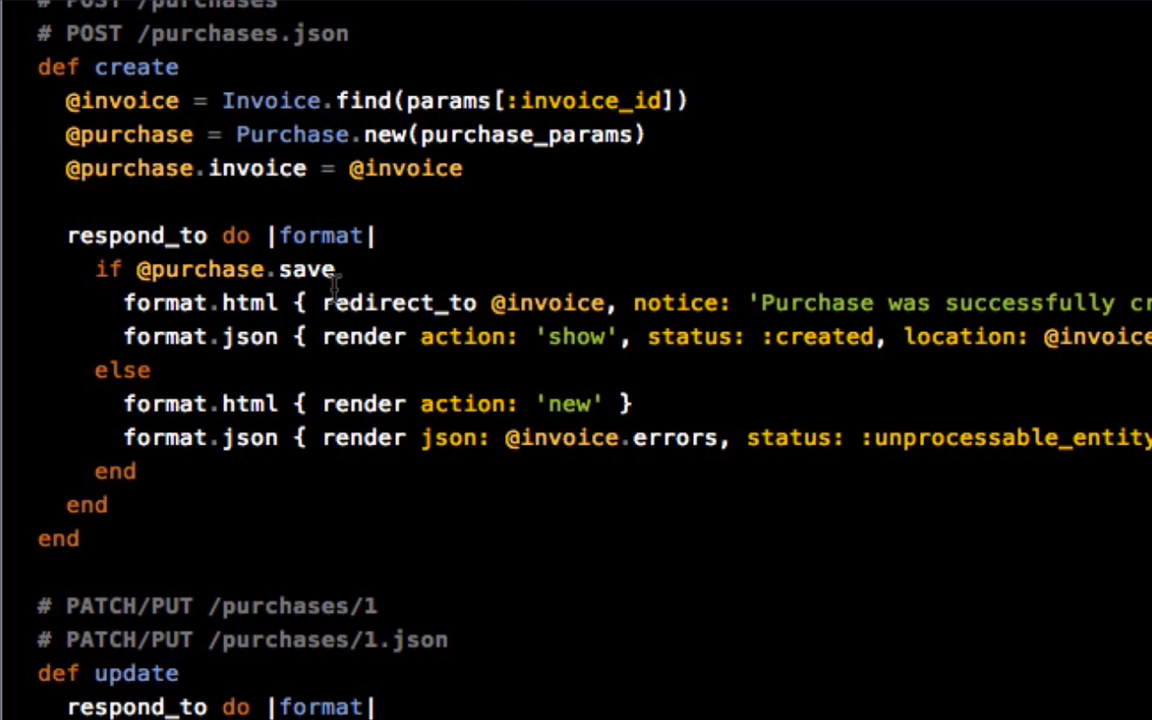 # POST /purchases
# POST /purchases.json
def create
  @invoice = Invoice.find(params[:invoice_id])
  @purchase = Purchase.new(purchase_params)
  @purchase.invoice = @invoice

  respond_to do |format|
    if @purchase.save
      format.html { redirect_to @invoice, notice: 'Purchase was successfully cr
      format.json { render action: 'show', status: :created, location: @invoice
    else
      format.html { render action: 'new' }
      format.json { render json: @invoice.errors, status: :unprocessable_entity
    end
  end
end

# PATCH/PUT /purchases/1
# PATCH/PUT /purchases/1.json
def update
  respond_to do |format|